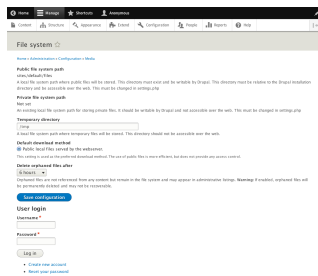 Home Manage Shortcuts Anonymous
Content Structure Appearance Extend Configuration People Reports Help
File system
Home » Administration » Configuration » Media
Public file system path
sites/default/files
A local file system path where public files will be stored. This directory must exist and be writable by Drupal. This directory must be relative to the Drupal installation
directory and be accessible over the web. This must be changed in settings.php
Private file system path
Not set
An existing local file system path for storing private files. It should be writable by Drupal and not accessible over the web. This must be changed in settings.php
Temporary directory
/tmp
A local file system path where temporary files will be stored. This directory should not be accessible over the web.
Default download method
Public local files served by the webserver.
This setting is used as the preferred download method. The use of public files is more efficient, but does not provide any access control.
Delete orphaned files after
6 hours
Orphaned files are not referenced from any content but remain in the file system and may appear in administrative listings. Warning: If enabled, orphaned files will
be permanently deleted and may not be recoverable.
Save configuration
User login
Username *
Password *
Log in
Create new account
Reset your password